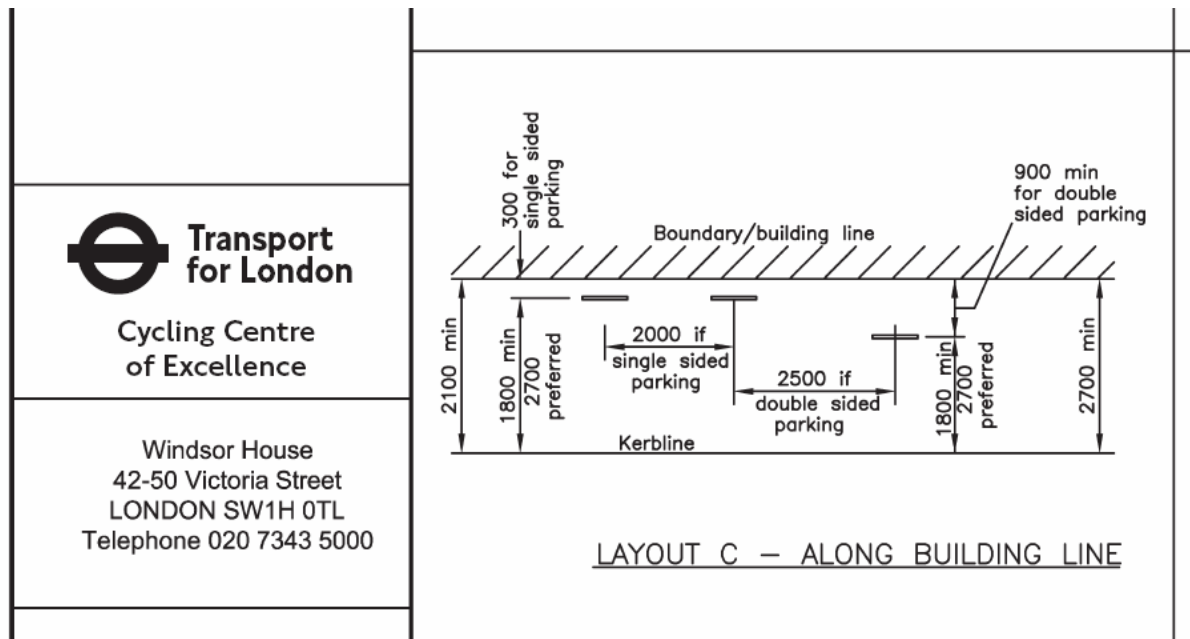 Transport
for London
Cycling Centre
of Excellence
Windsor House
42-50 Victoria Street
LONDON SW1H 0TL
Telephone 020 7343 5000
300 for
single sided
parking
900 min
for double
sided parking
Boundary/building line
2100 min
1800 min
2700
preferred
2000 if
single sided
parking
2500 if
double sided
parking
1800 min
2700
preferred
2700 min
Kerbline
LAYOUT C – ALONG BUILDING LINE